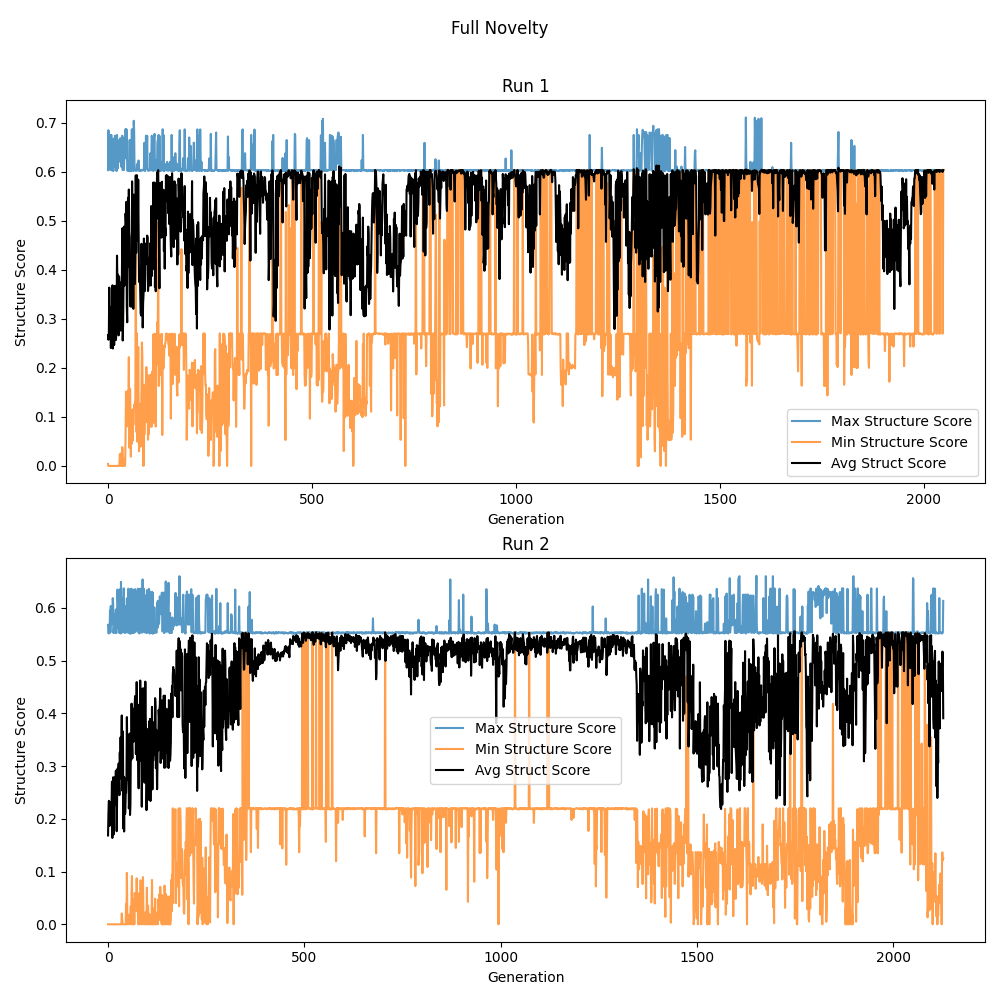 Full Novelty
Run 1
Structure Score
0.7
0.6
0.5
0.4
0.3
0.2
0.1
0.0
Max Structure Score
Min Structure Score
Avg Struct Score
0 500 1000 1500 2000
Generation
Run 2
Structure Score
0.6
0.5
0.4
0.3
0.2
0.1
0.0
Max Structure Score
Min Structure Score
Avg Struct Score
0 500 1000 1500 2000
Generation